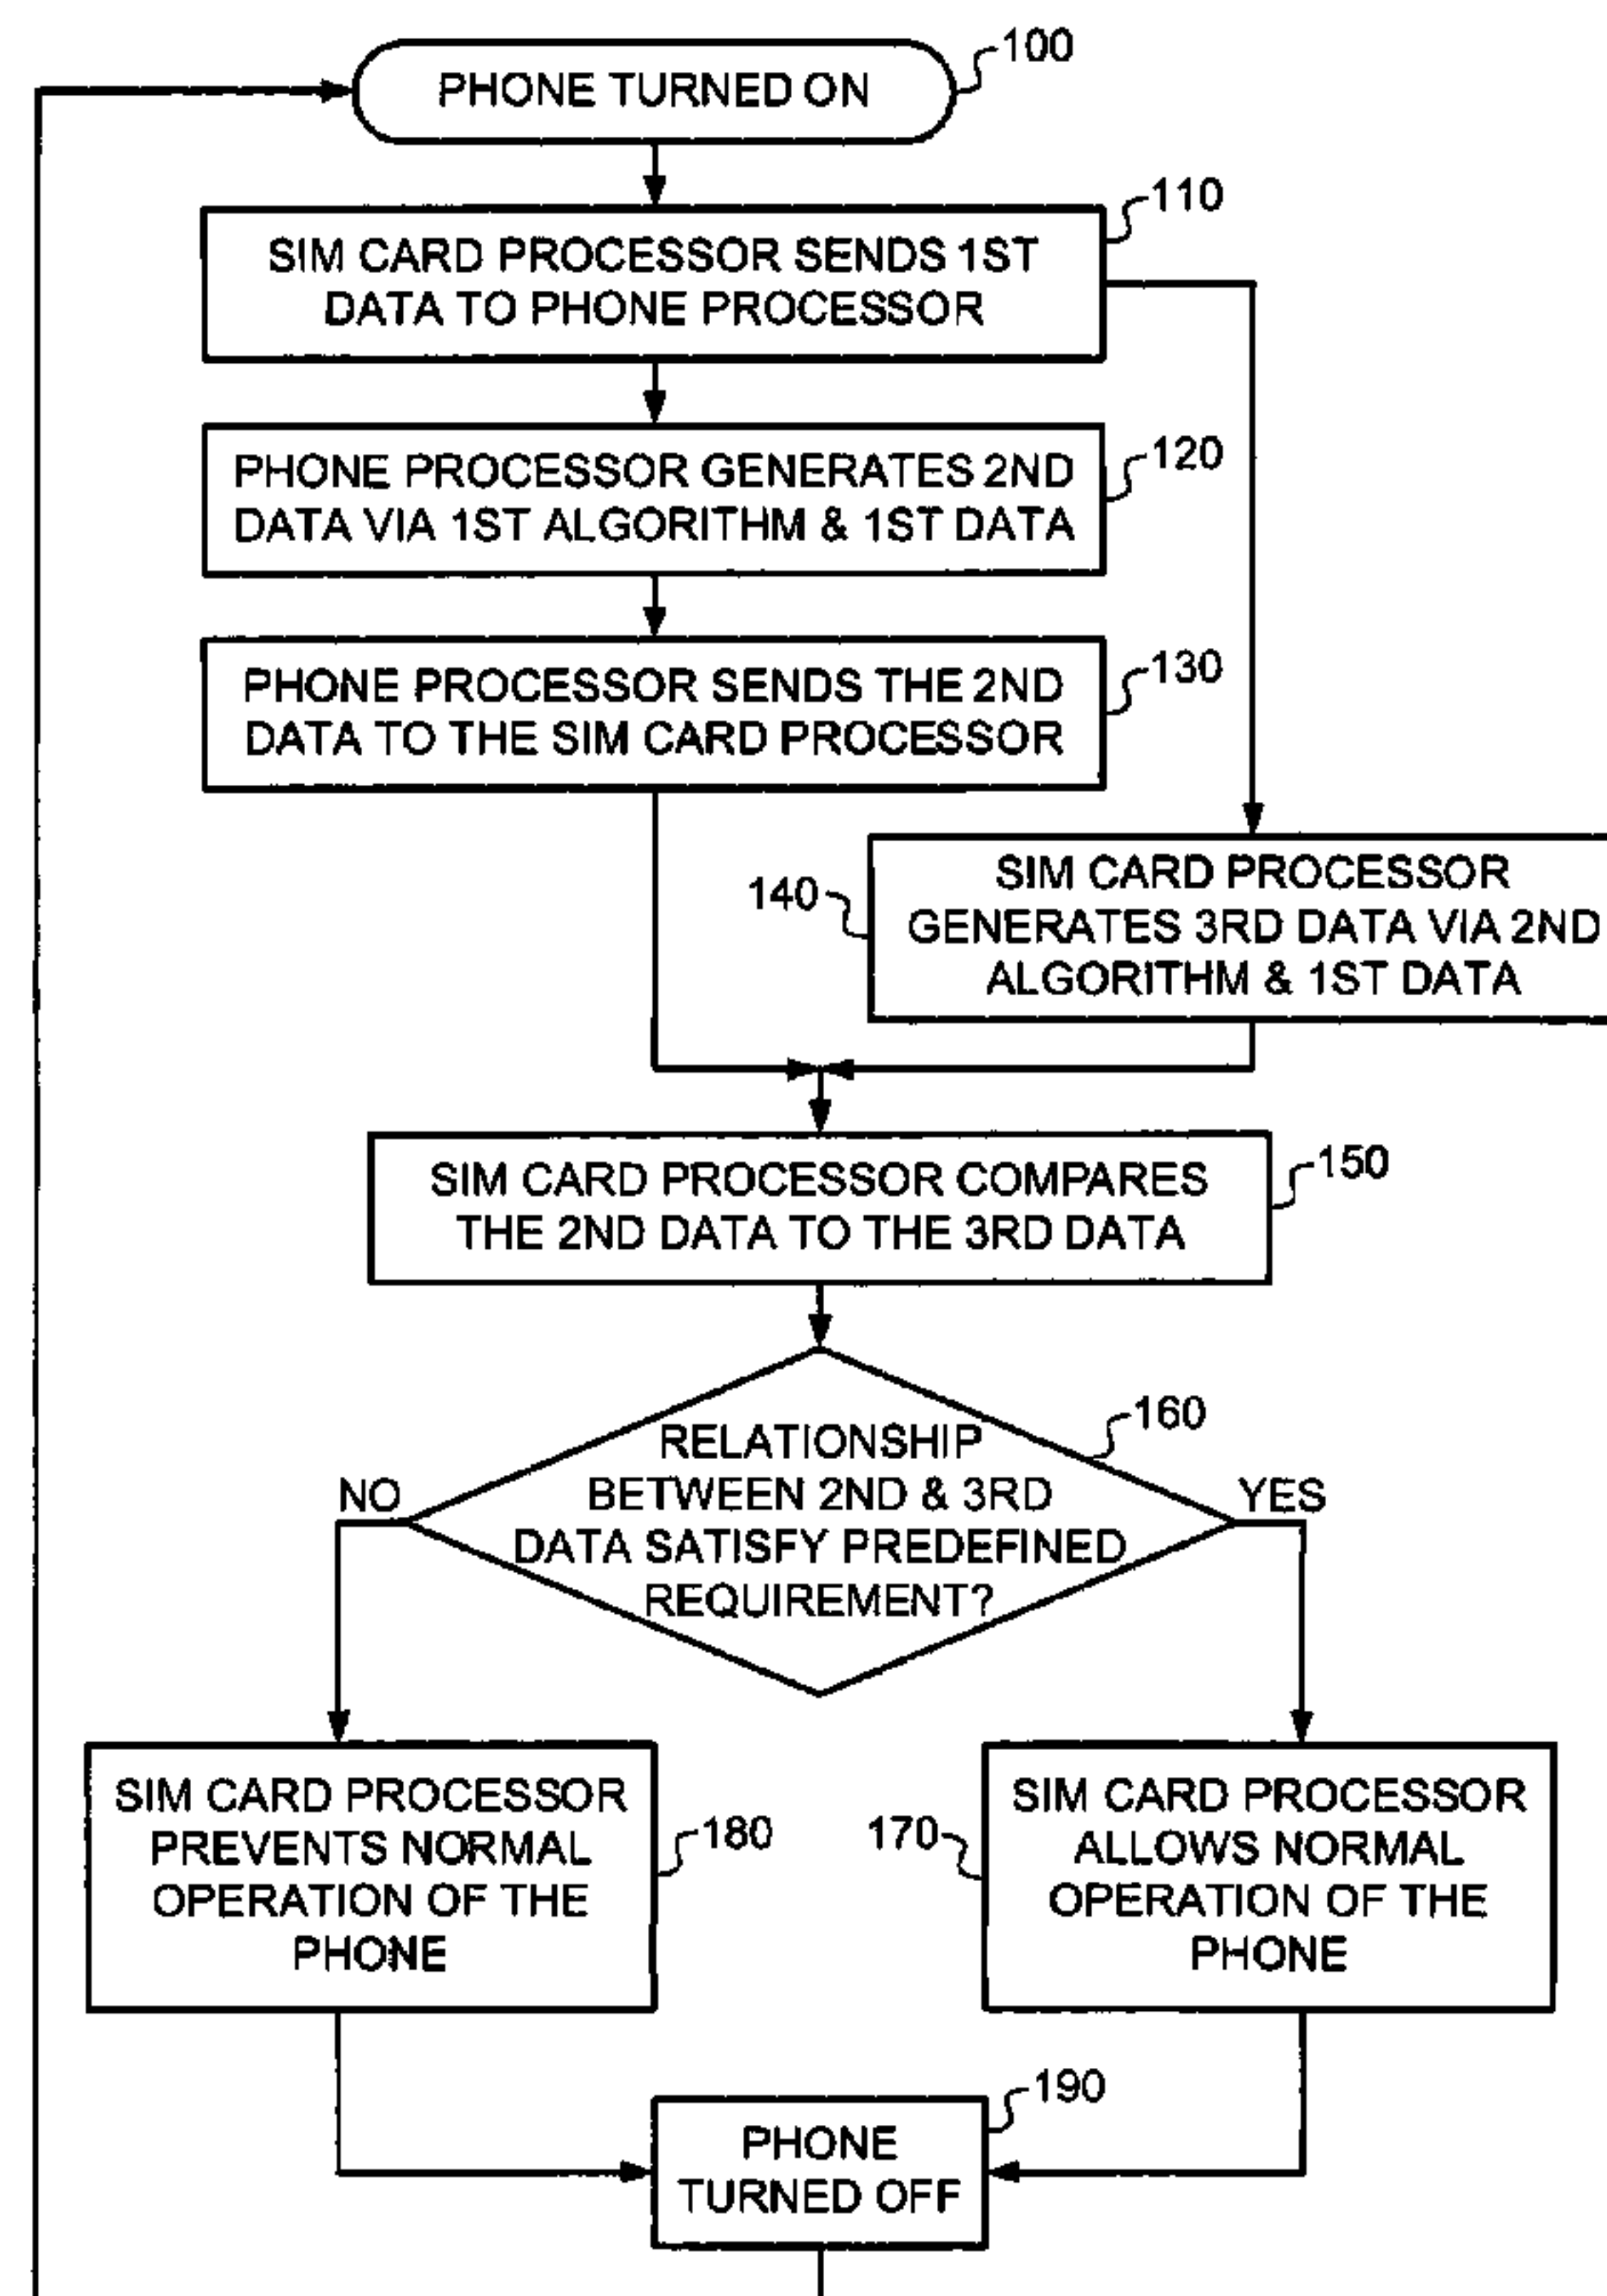 PHONE TURNED ON
100
SIM CARD PROCESSOR SENDS 1ST
DATA TO PHONE PROCESSOR
110
PHONE PROCESSOR GENERATES 2ND
DATA VIA 1ST ALGORITHM & 1ST DATA
120
PHONE PROCESSOR SENDS THE 2ND
DATA TO THE SIM CARD PROCESSOR
130
140
SIM CARD PROCESSOR
GENERATES 3RD DATA VIA 2ND
ALGORITHM & 1ST DATA
SIM CARD PROCESSOR COMPARES
THE 2ND DATA TO THE 3RD DATA
150
160
RELATIONSHIP
BETWEEN 2ND & 3RD
DATA SATISFY PREDEFINED
REQUIREMENT?
NO
YES
SIM CARD PROCESSOR
PREVENTS NORMAL
OPERATION OF THE
PHONE
180
170
SIM CARD PROCESSOR
ALLOWS NORMAL
OPERATION OF THE
PHONE
190
PHONE
TURNED OFF